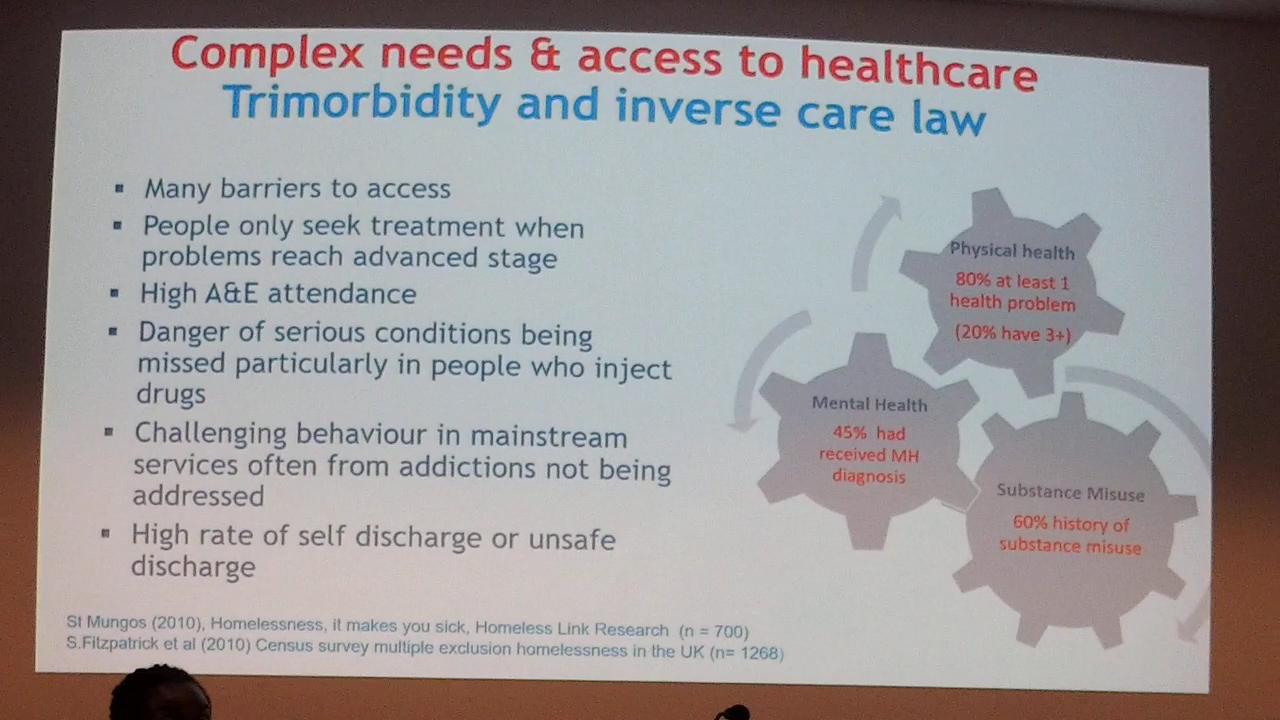 Complex needs & access to healthcare
Trimorbidity and inverse care law
▪ Many barriers to access
▪ People only seek treatment when
problems reach advanced stage
▪ High A&E attendance
▪ Danger of serious conditions being
missed particularly in people who inject
drugs
▪ Challenging behaviour in mainstream
services often from addictions not being
addressed
▪ High rate of self discharge or unsafe
discharge
Physical health
80% at least 1
health problem
(20% have 3+)
Mental Health
45% had
received MH
diagnosis
Substance Misuse
60% history of
substance misuse
St Mungos (2010), Homelessness, it makes you sick, Homeless Link Research (n = 700)
S.Fitzpatrick et al (2010) Census survey multiple exclusion homelessness in the UK (n= 1268)